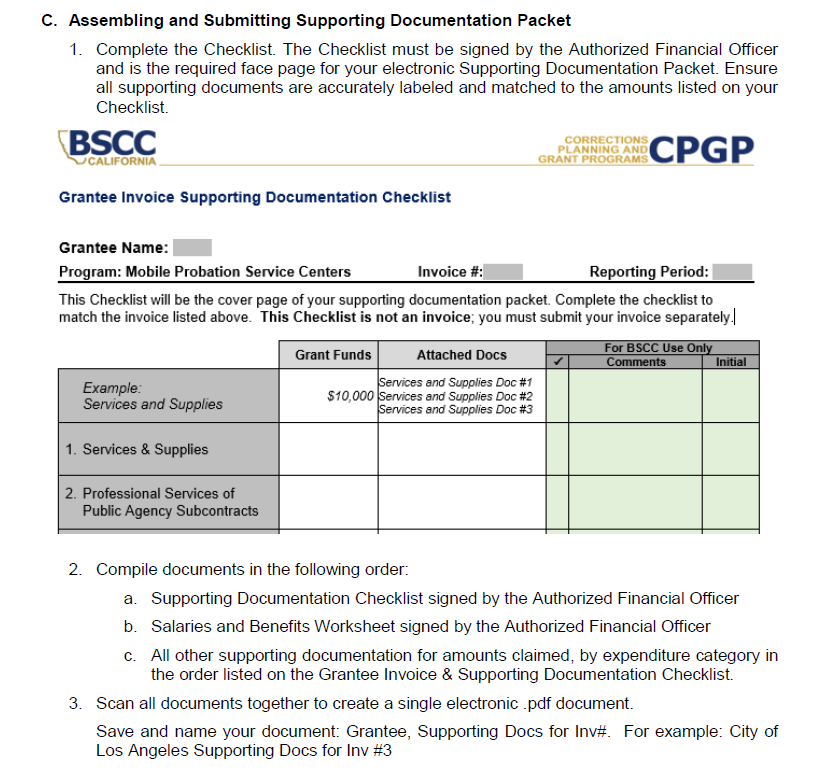 C. Assembling and Submitting Supporting Documentation Packet
1. Complete the Checklist. The Checklist must be signed by the Authorized Financial Officer
and is the required face page for your electronic Supporting Documentation Packet. Ensure
all supporting documents are accurately labeled and matched to the amounts listed on your
Checklist.
BSCC
CALIFORNIA
CORRECTIONS
PLANNING AND
GRANT PROGRAMS
CPGP
Grantee Invoice Supporting Documentation Checklist
Grantee Name:
Program: Mobile Probation Service Centers Invoice #: Reporting Period:
This Checklist will be the cover page of your supporting documentation packet. Complete the checklist to
match the invoice listed above. This Checklist is not an invoice; you must submit your invoice separately.
Grant Funds Attached Docs For BSCC Use Only
✓ Comments Initial
Example:
Services and Supplies
$10,000
Services and Supplies Doc #1
Services and Supplies Doc #2
Services and Supplies Doc #3
1. Services & Supplies
2. Professional Services of
Public Agency Subcontracts
2. Compile documents in the following order:
a. Supporting Documentation Checklist signed by the Authorized Financial Officer
b. Salaries and Benefits Worksheet signed by the Authorized Financial Officer
c. All other supporting documentation for amounts claimed, by expenditure category in
the order listed on the Grantee Invoice & Supporting Documentation Checklist.
3. Scan all documents together to create a single electronic .pdf document.
Save and name your document: Grantee, Supporting Docs for Inv#. For example: City of
Los Angeles Supporting Docs for Inv #3